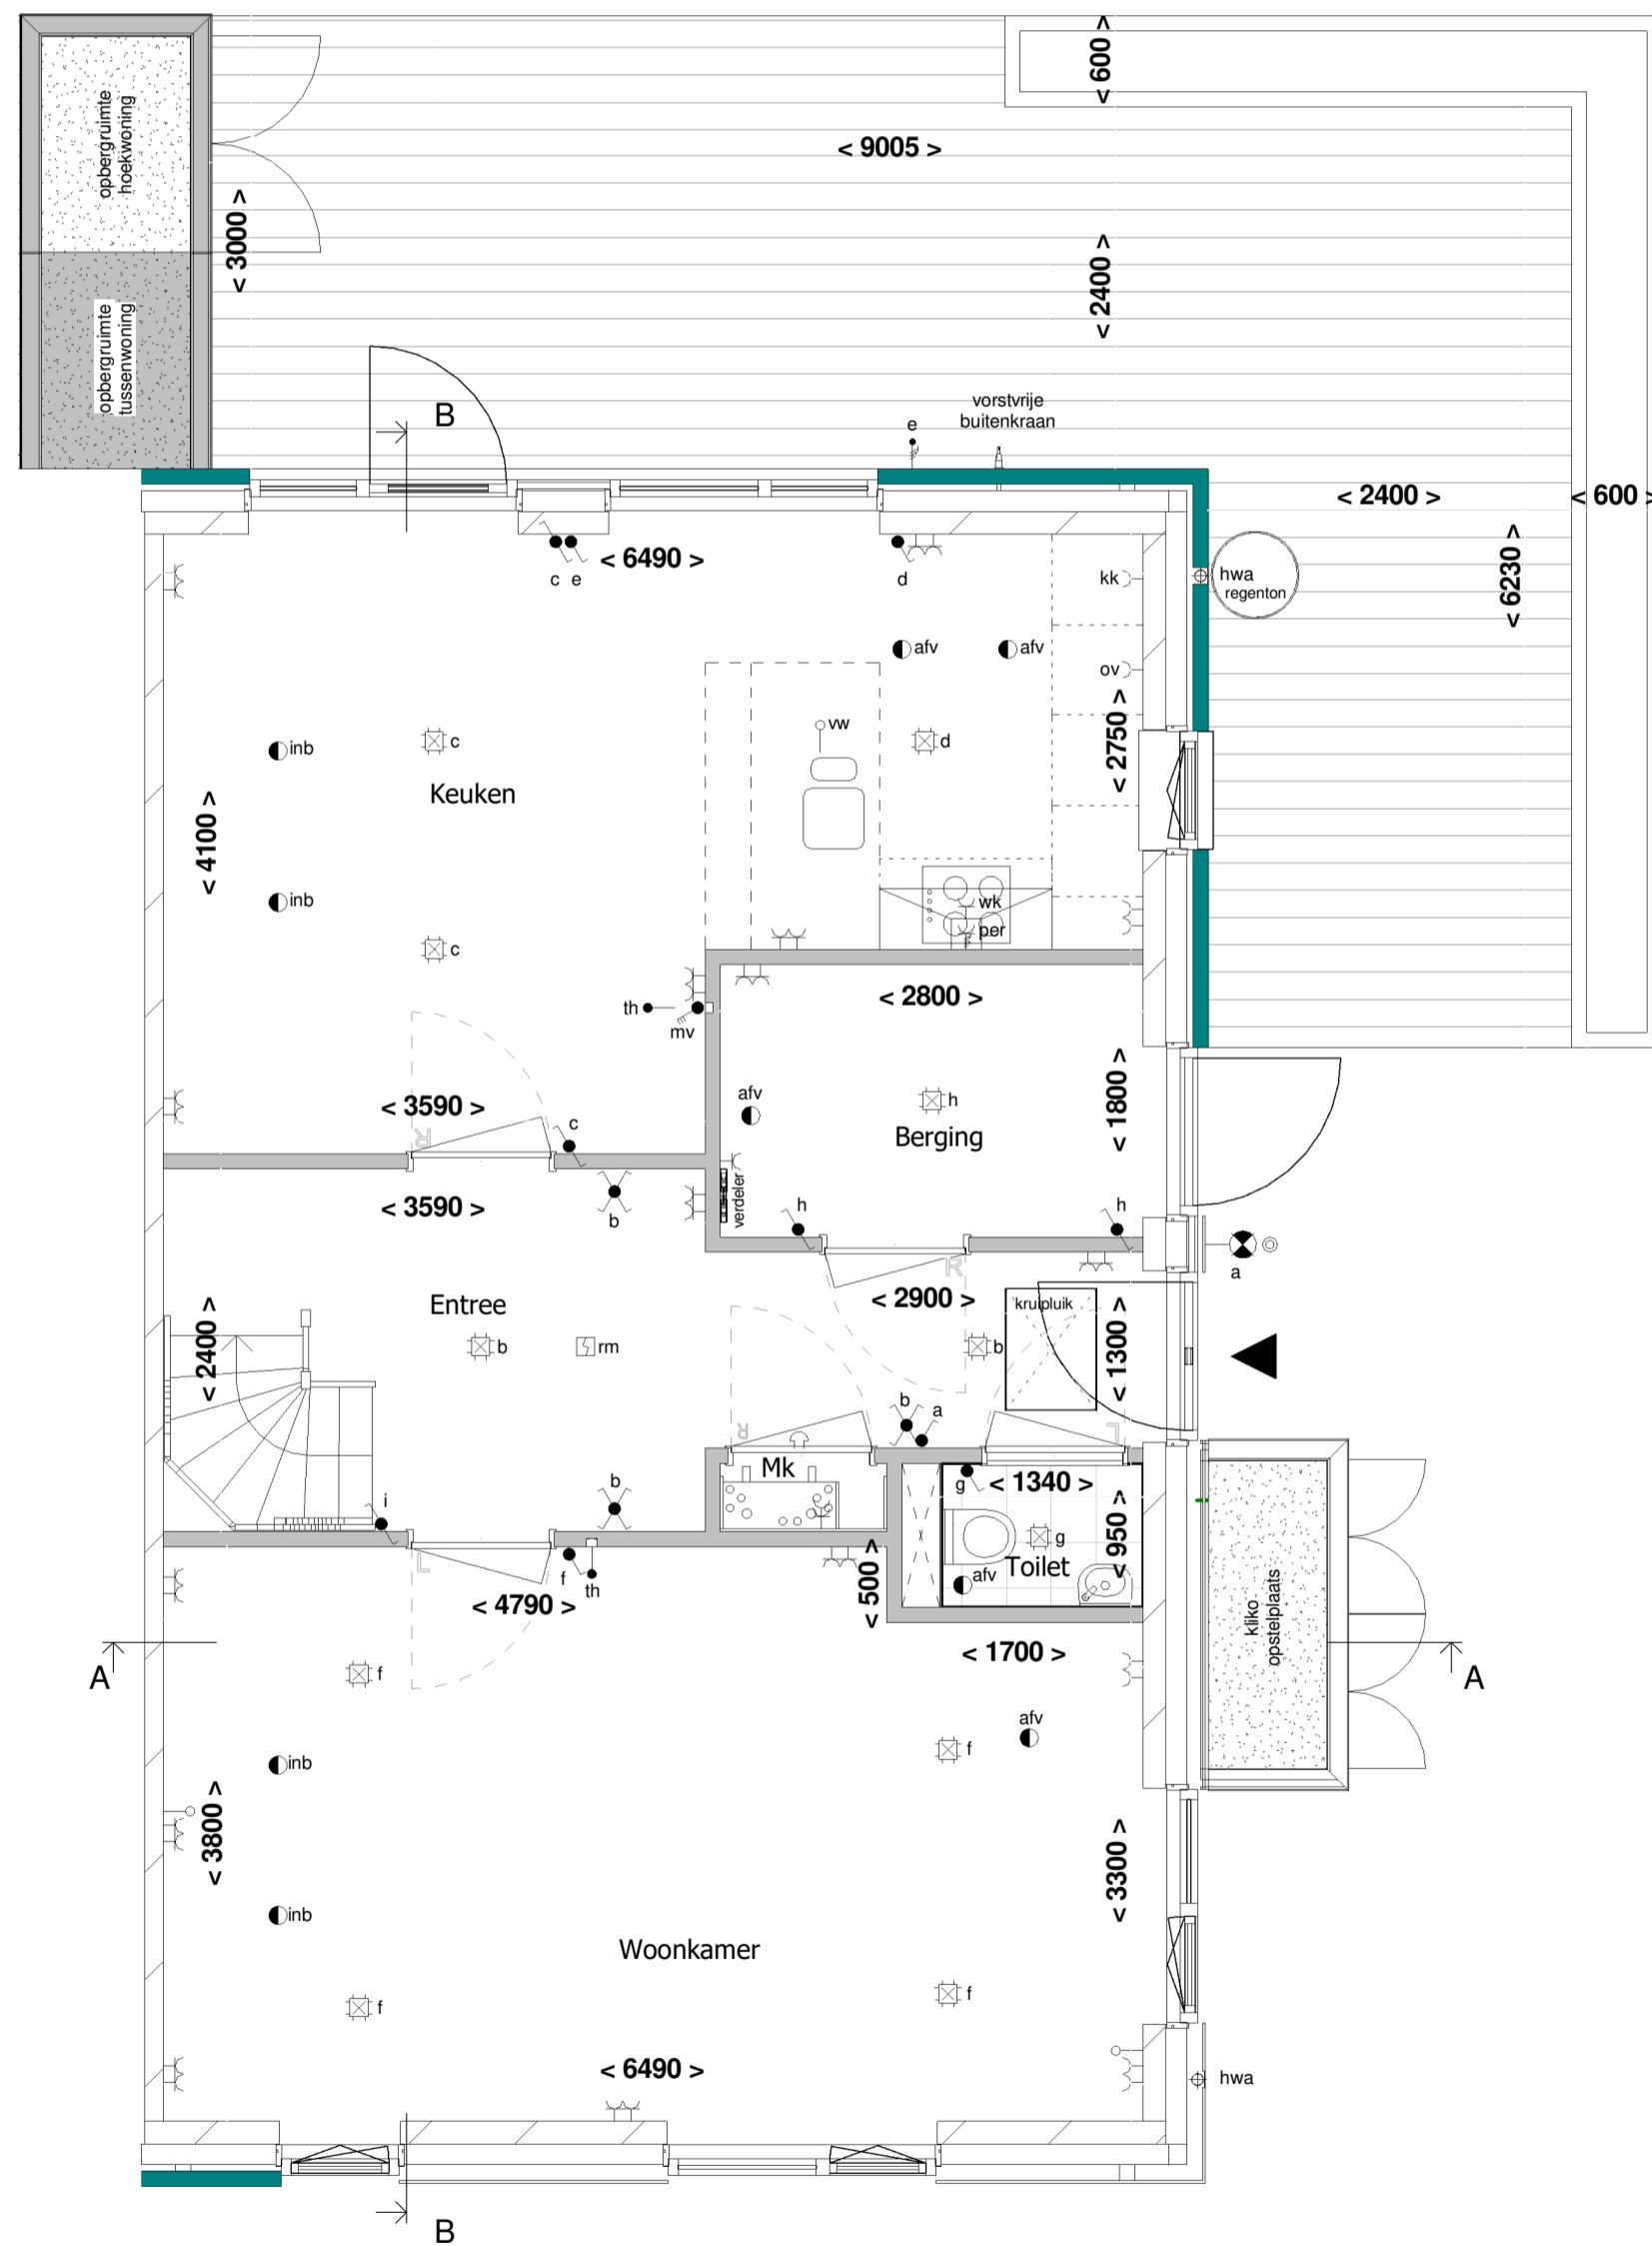 < 600 >
opbergruimte
hoekwoning
< 9005 >
< 3000 >
< 2400 >
opbergruimte
tussenwoning
B
vorstvrije
buitenkraan
e
< 2400 >
< 600 >
< 6490 >
c e
d
kk
hwa
regenton
< 6230 >
afv
afv
ov
vw
inb
c
d
< 2750 >
Keuken
< 4100 >
inb
wk
per
c
< 2800 >
th
mv
afv
h
< 3590 >
c
Berging
< 1800 >
< 3590 >
b
verdeler
h
h
a
Entree
< 2900 >
kruipluik
< 2400 >
b
rm
b
< 1300 >
R
R
R
L
L
b
a
Mk
g
< 1340 >
i
b
g
< 950 >
Toilet
afv
f
th
< 4790 >
< 500 >
kliko
opstelplaats
< 1700 >
A
A
f
afv
f
inb
< 3800 >
< 3300 >
inb
Woonkamer
f
f
< 6490 >
hwa
B